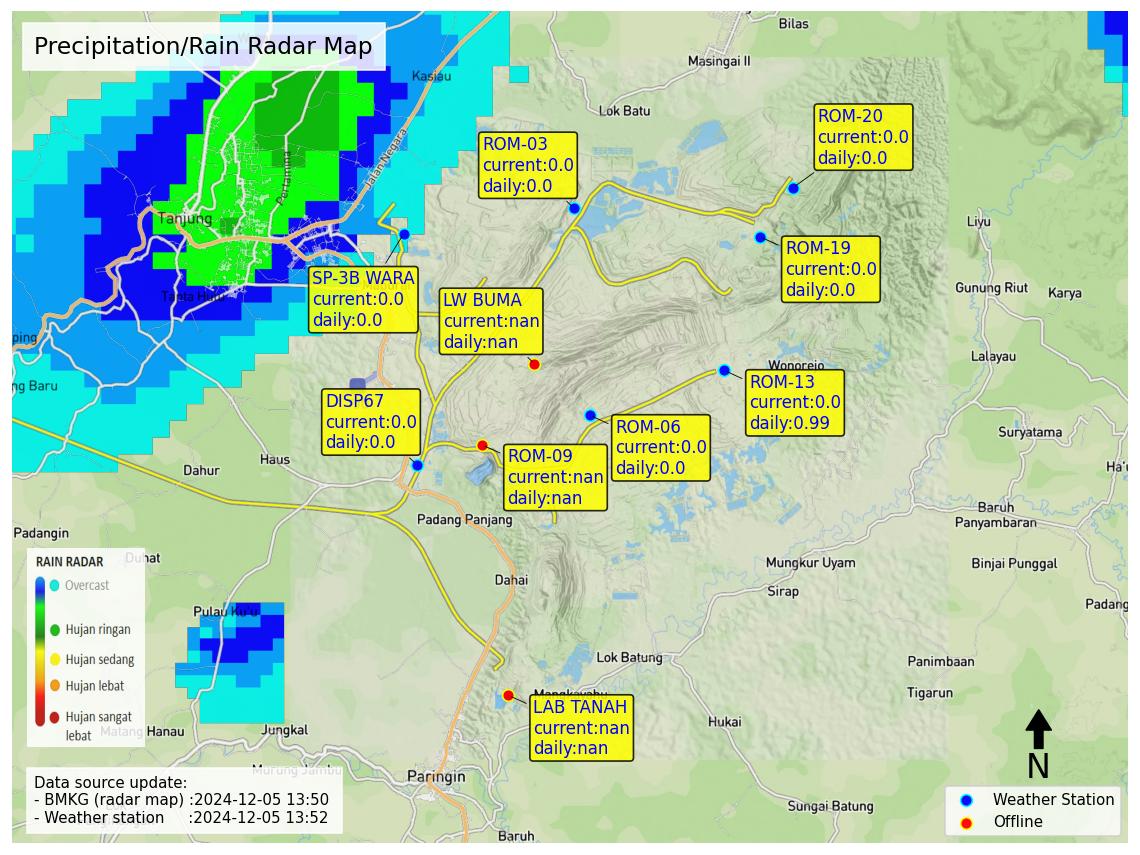 Precipitation/Rain Radar Map
Bilas
Masingai II
Kasiau
Lok Batu
ROM-20
current:0.0
daily:0.0
ROM-03
current:0.0
daily:0.0
Jalan Negara
Pertamina
Tanjung
Liyu
ROM-19
current:0.0
daily:0.0
SP-3B WARA
current:0.0
daily:0.0
Tanta Hulu
LW BUMA
current:nan
daily:nan
Gunung Riut
Karya
ping
Lalayau
Wonorejo
ng Baru
ROM-13
current:0.0
daily:0.99
DISP67
current:0.0
daily:0.0
ROM-06
current:0.0
daily:0.0
Suryatama
ROM-09
current:nan
daily:nan
Haus
Dahur
Ha'u
Baruh
Panyambaran
Padang Panjang
Padangin
Duhat
Mungkur Uyam
Binjai Punggal
Dahai
Sirap
Padang
RAIN RADAR
Overcast
Hujan ringan
Hujan sedang
Hujan lebat
Hujan sangat
lebat
Pulau Ku'u
Lok Batung
Panimbaan
Tigarun
LAB TANAH
current:nan
daily:nan
Hukai
Matang Hanau
Jungkal
Murung Jambu
Paringin
N
Data source update:
- BMKG (radar map) :2024-12-05 13:50
- Weather station :2024-12-05 13:52
Sungai Batung
Baruh
Weather Station
Offline